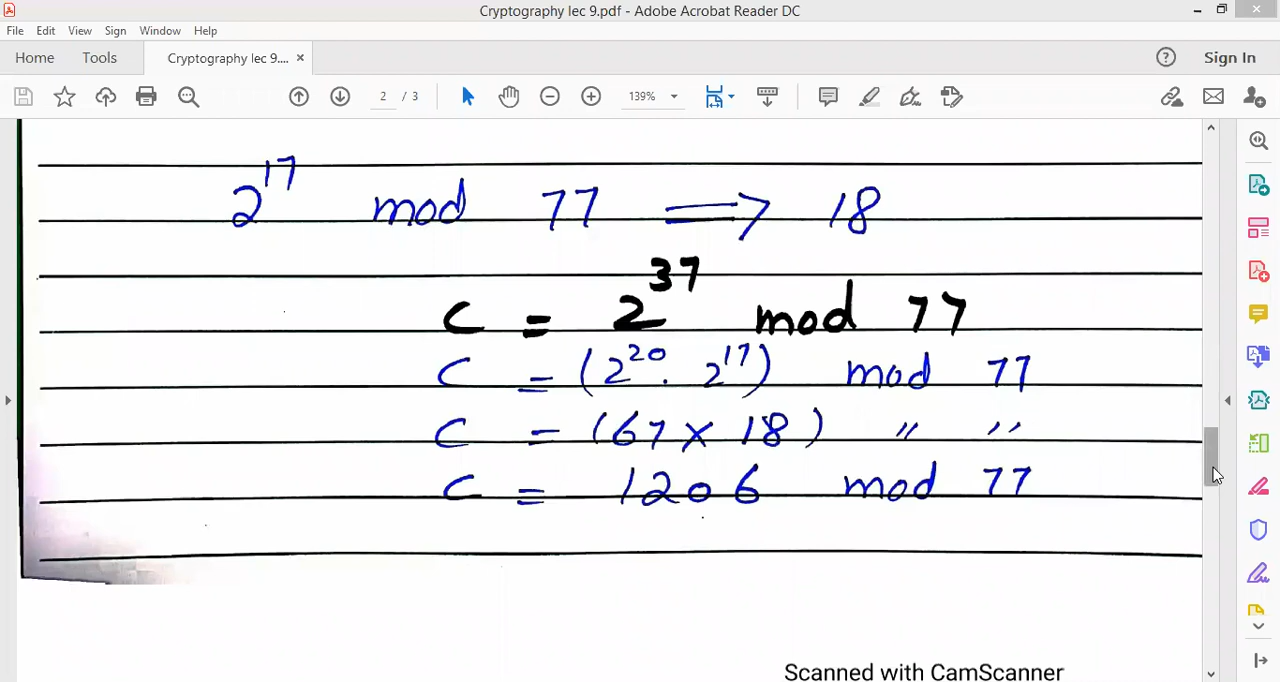 Cryptography lec 9.pdf - Adobe Acrobat Reader DC
File Edit View Sign Window Help
Home Tools Cryptography lec 9.... × Sign In
2 / 3 139%
2^17 mod 77 ⟹ 18
C = 2^37 mod 77
C = (2^20 . 2^17) mod 77
C = (67 × 18) " "
C = 1206 mod 77
Scanned with CamScanner